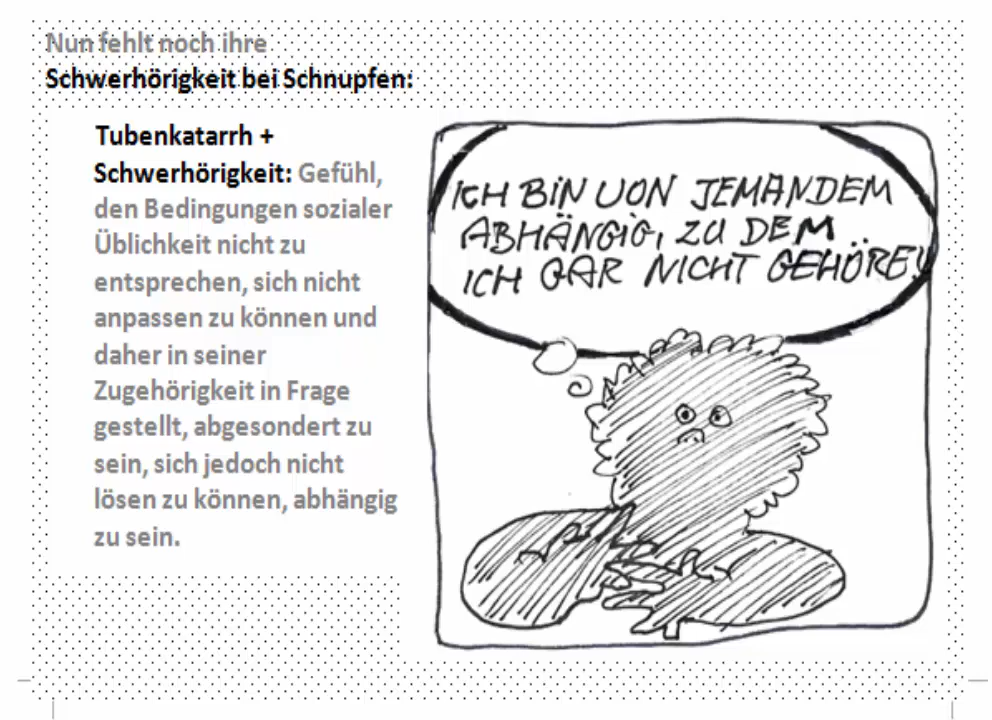 Nun fehlt noch ihre
Schwerhörigkeit bei Schnupfen:
Tubenkatarrh +
Schwerhörigkeit: Gefühl,
den Bedingungen sozialer
Üblichkeit nicht zu
entsprechen, sich nicht
anpassen zu können und
daher in seiner
Zugehörigkeit in Frage
gestellt, abgesondert zu
sein, sich jedoch nicht
lösen zu können, abhängig
zu sein.
ICH BIN VON JEMANDEM
ABHÄNGIG, ZU DEM
ICH GAR NICHT GEHÖRE!